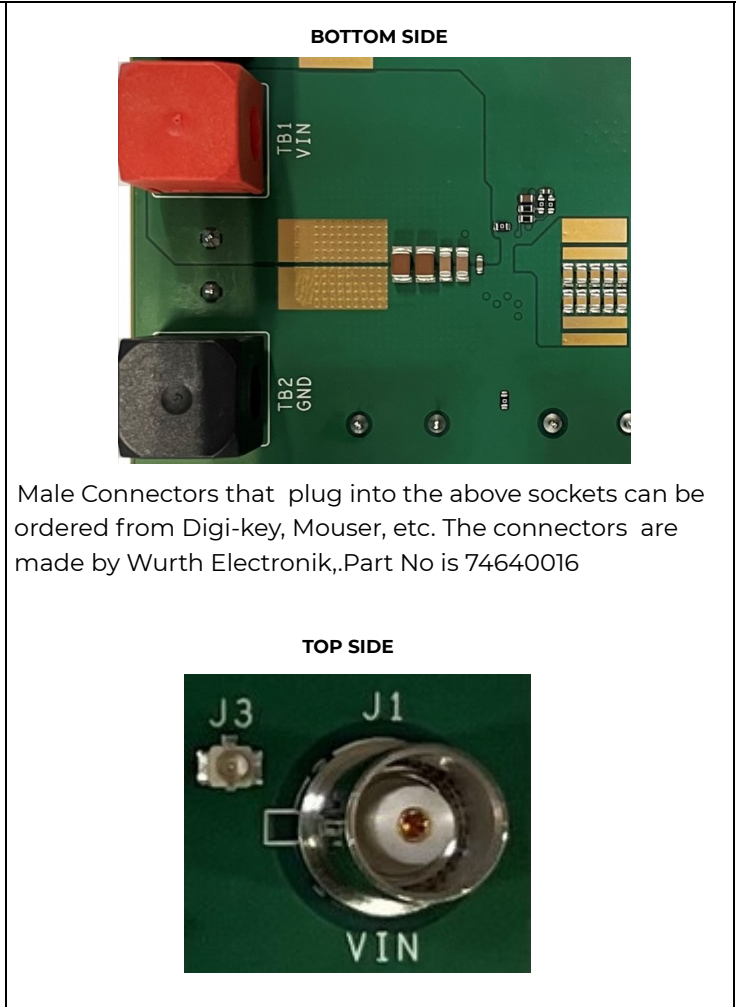 BOTTOM SIDE
TB1
VIN
TB2
GND
Male Connectors that plug into the above sockets can be
ordered from Digi-key, Mouser, etc. The connectors are
made by Wurth Electronik,.Part No is 74640016
TOP SIDE
J3
J1
VIN